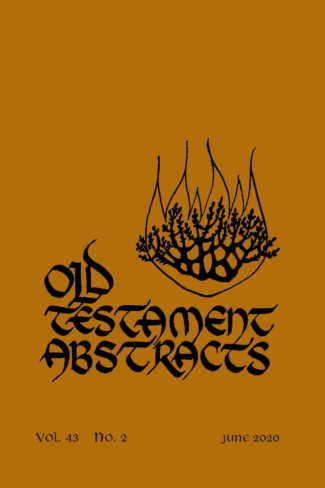 Old
Testament
Abstracts
Vol. 43 No. 2 June 2020